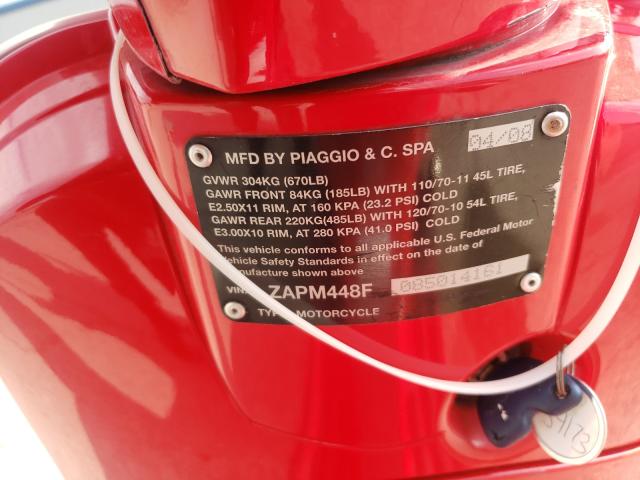 MFD BY PIAGGIO & C. SPA 04/08
GVWR 304KG (670LB)
GAWR FRONT 84KG (185LB) WITH 110/70-11 45L TIRE,
E2.50X11 RIM, AT 160 KPA (23.2 PSI) COLD
GAWR REAR 220KG(485LB) WITH 120/70-10 54L TIRE,
E3.00X10 RIM, AT 280 KPA (41.0 PSI) COLD
This vehicle conforms to all applicable U.S. Federal Motor
Vehicle Safety Standards in effect on the date of
manufacture shown above
VIN: ZAPM448F 085014161
TYPE: MOTORCYCLE
34173